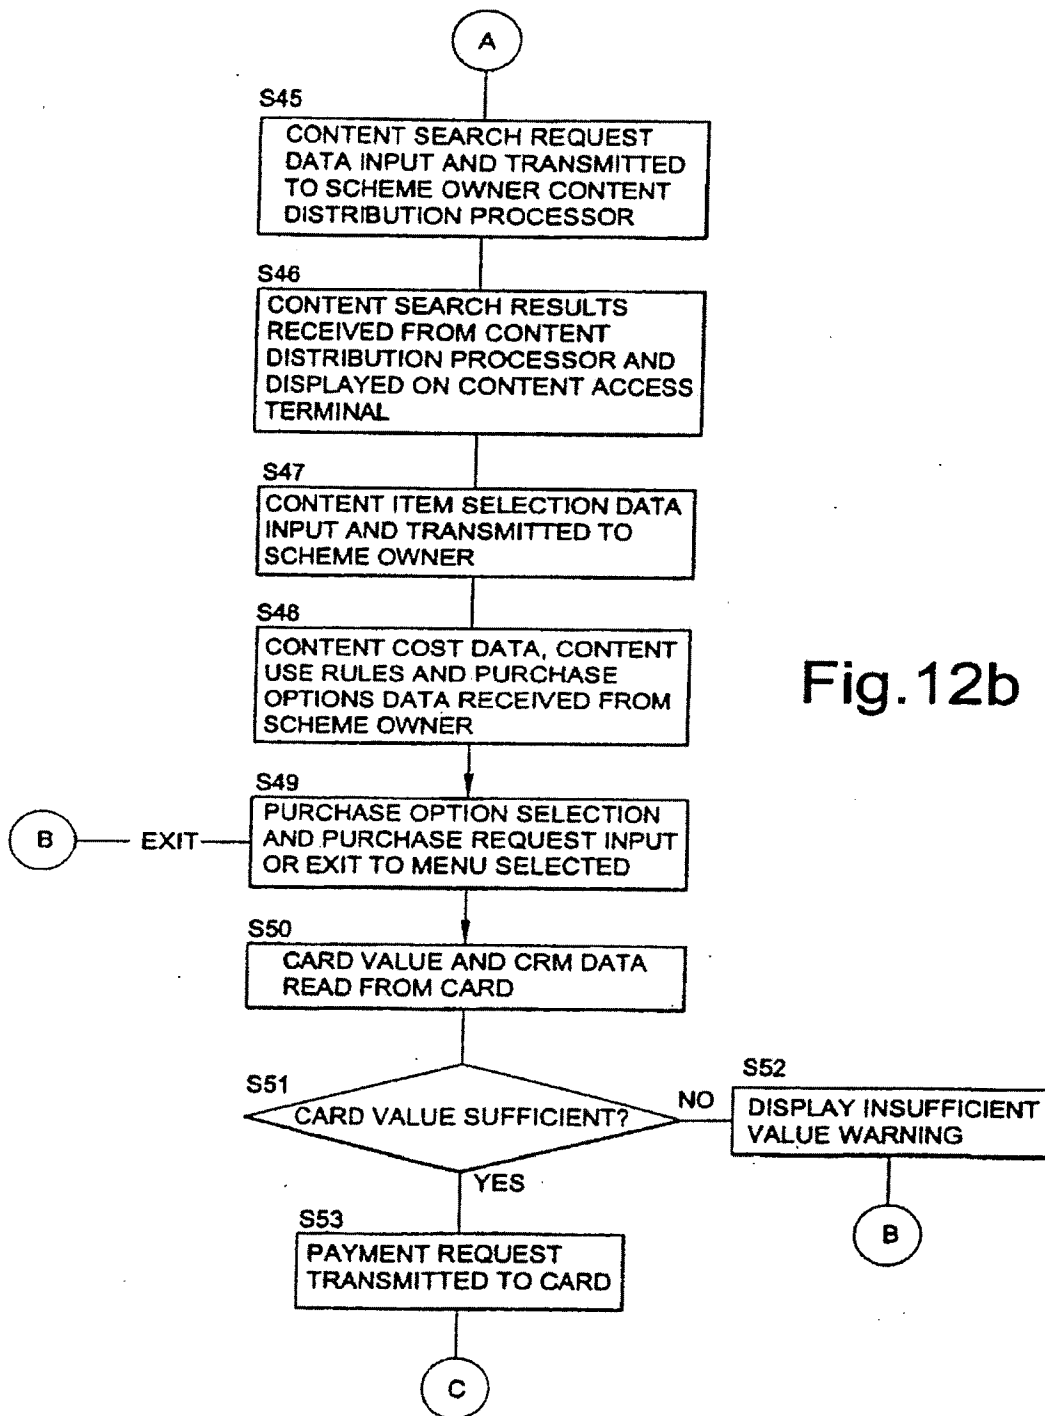 A
S45
CONTENT SEARCH REQUEST
DATA INPUT AND TRANSMITTED
TO SCHEME OWNER CONTENT
DISTRIBUTION PROCESSOR
S46
CONTENT SEARCH RESULTS
RECEIVED FROM CONTENT
DISTRIBUTION PROCESSOR AND
DISPLAYED ON CONTENT ACCESS
TERMINAL
S47
CONTENT ITEM SELECTION DATA
INPUT AND TRANSMITTED TO
SCHEME OWNER
S48
CONTENT COST DATA, CONTENT
USE RULES AND PURCHASE
OPTIONS DATA RECEIVED FROM
SCHEME OWNER
Fig.12b
S49
PURCHASE OPTION SELECTION
AND PURCHASE REQUEST INPUT
OR EXIT TO MENU SELECTED
B
EXIT
S50
CARD VALUE AND CRM DATA
READ FROM CARD
S51
CARD VALUE SUFFICIENT?
NO
S52
DISPLAY INSUFFICIENT
VALUE WARNING
YES
B
S53
PAYMENT REQUEST
TRANSMITTED TO CARD
C